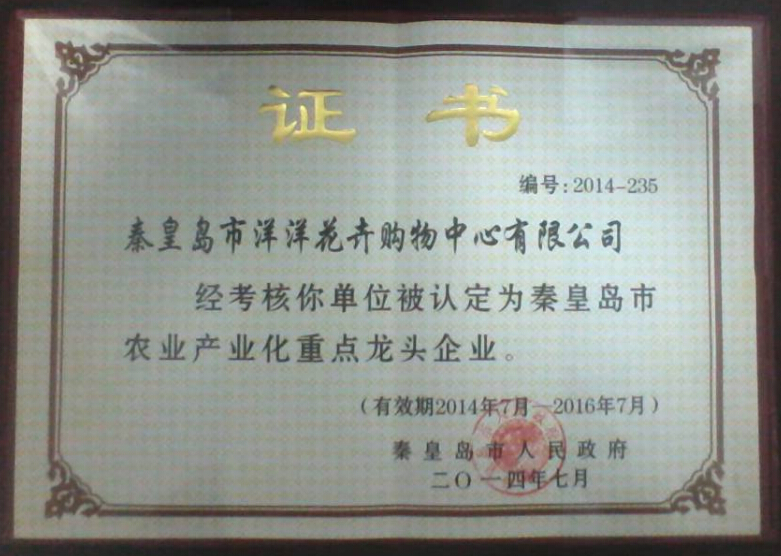 证书
编号:2014-235
秦皇岛市洋洋花卉购物中心有限公司
经考核你单位被认定为秦皇岛市
农业产业化重点龙头企业。
(有效期2014年7月—2016年7月)
秦皇岛市人民政府
二〇一四年七月